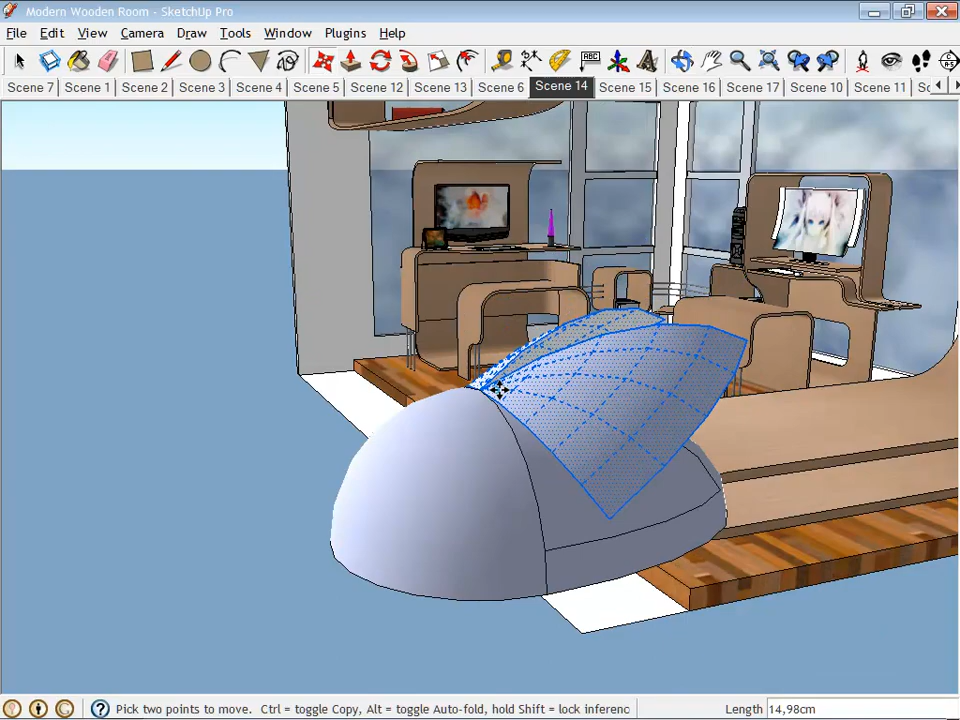 Modern Wooden Room - SketchUp Pro
File Edit View Camera Draw Tools Window Plugins Help
ABC
Scene 7 Scene 1 Scene 2 Scene 3 Scene 4 Scene 5 Scene 12 Scene 13 Scene 6 Scene 14 Scene 15 Scene 16 Scene 17 Scene 10 Scene 11 Sc
Pick two points to move.  Ctrl = toggle Copy, Alt = toggle Auto-fold, hold Shift = lock inferenc Length 14,98cm